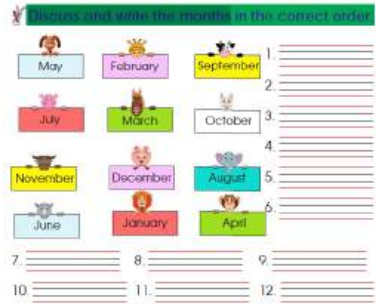 Discuss and write the months in the correct order.
May February September
July March October
November December August
June January April
1.
2.
3.
4.
5.
6.
7. 8. 9.
10. 11. 12.